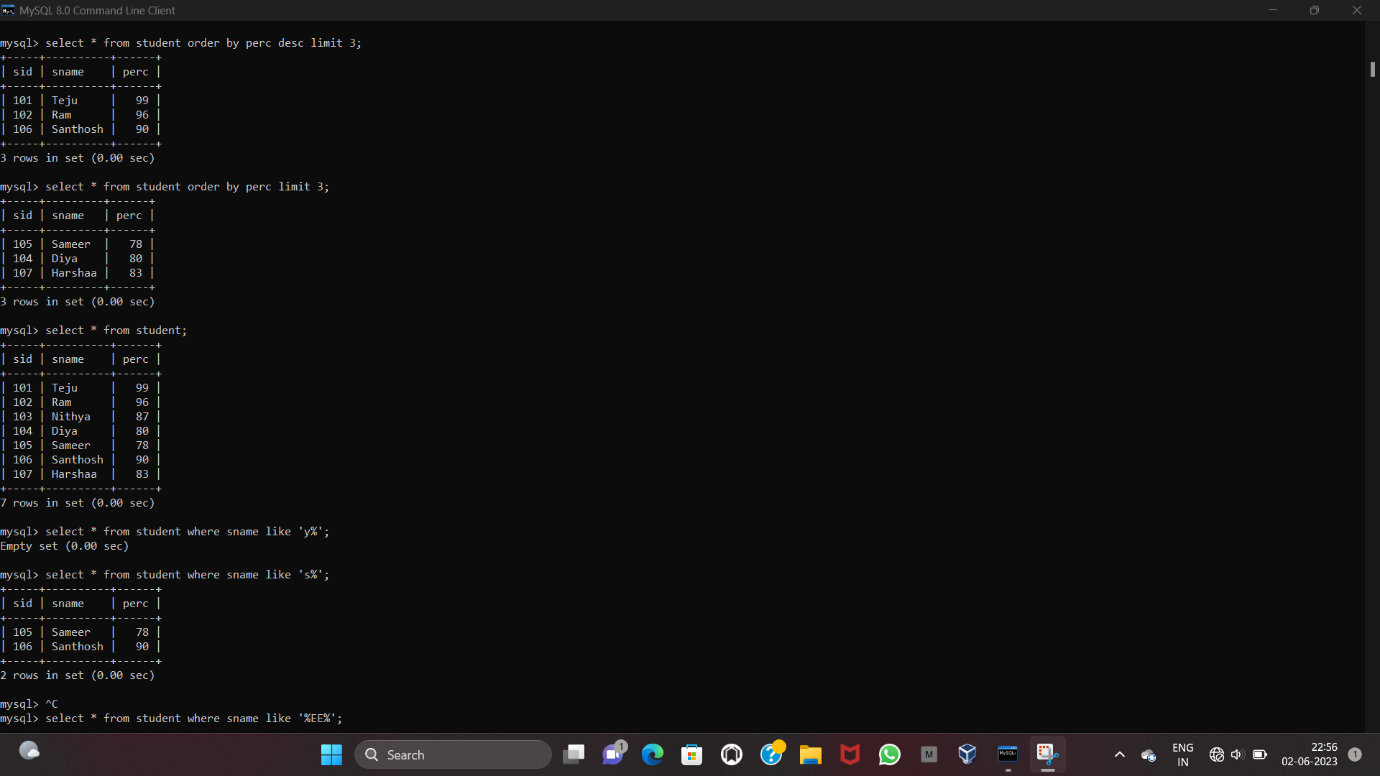 MySQL 8.0 Command Line Client
mysql> select * from student order by perc desc limit 3;
+-----+----------+------+
| sid | sname    | perc |
+-----+----------+------+
| 101 | Teju     |   99 |
| 102 | Ram      |   96 |
| 106 | Santhosh |   90 |
+-----+----------+------+
3 rows in set (0.00 sec)
mysql> select * from student order by perc limit 3;
+-----+---------+------+
| sid | sname   | perc |
+-----+---------+------+
| 105 | Sameer  |   78 |
| 104 | Diya    |   80 |
| 107 | Harshaa |   83 |
+-----+---------+------+
3 rows in set (0.00 sec)
mysql> select * from student;
+-----+----------+------+
| sid | sname    | perc |
+-----+----------+------+
| 101 | Teju     |   99 |
| 102 | Ram      |   96 |
| 103 | Nithya   |   87 |
| 104 | Diya     |   80 |
| 105 | Sameer   |   78 |
| 106 | Santhosh |   90 |
| 107 | Harshaa  |   83 |
+-----+----------+------+
7 rows in set (0.00 sec)
mysql> select * from student where sname like 'y%';
Empty set (0.00 sec)
mysql> select * from student where sname like 's%';
+-----+----------+------+
| sid | sname    | perc |
+-----+----------+------+
| 105 | Sameer   |   78 |
| 106 | Santhosh |   90 |
+-----+----------+------+
2 rows in set (0.00 sec)
mysql> ^C
mysql> select * from student where sname like '%EE%';
Search
1
M
MySQL
ENG
IN
22:56
02-06-2023
1